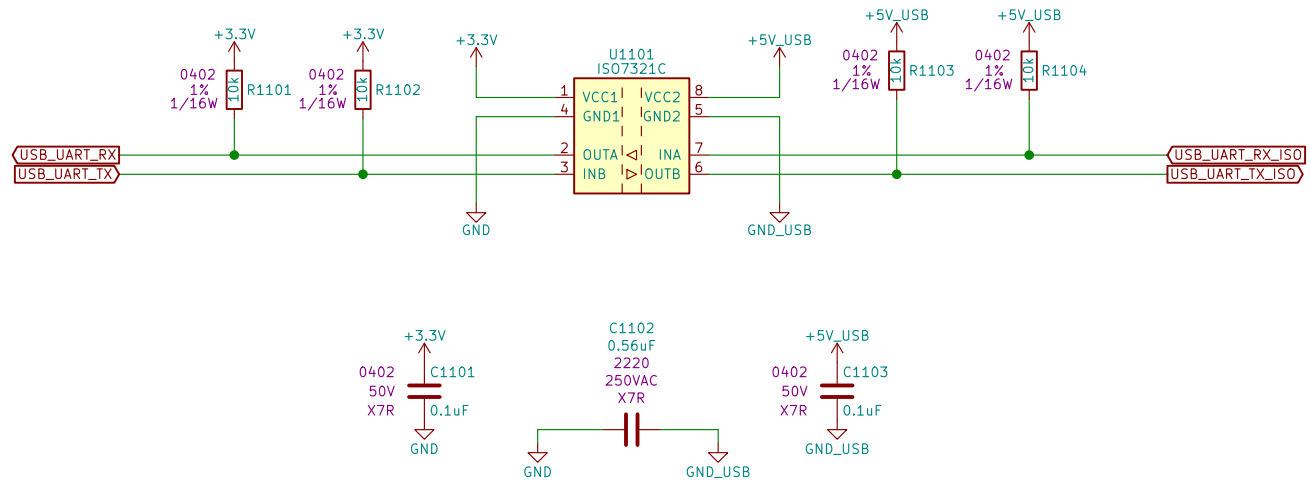 +3.3V
0402
1%
1/16W
10k
R1101
+3.3V
0402
1%
1/16W
10k
R1102
+3.3V
U1101
ISO7321C
+5V_USB
+5V_USB
0402
1%
1/16W
10k
R1103
+5V_USB
0402
1%
1/16W
10k
R1104
1 VCC1 VCC2 8
4 GND1 GND2 5
USB_UART_RX 2 OUTA INA 7 USB_UART_RX_ISO
USB_UART_TX 3 INB OUTB 6 USB_UART_TX_ISO
GND
GND_USB
+3.3V
0402
50V
X7R
C1101
0.1uF
GND
C1102
0.56uF
2220
250VAC
X7R
GND
GND_USB
+5V_USB
0402
50V
X7R
C1103
0.1uF
GND_USB